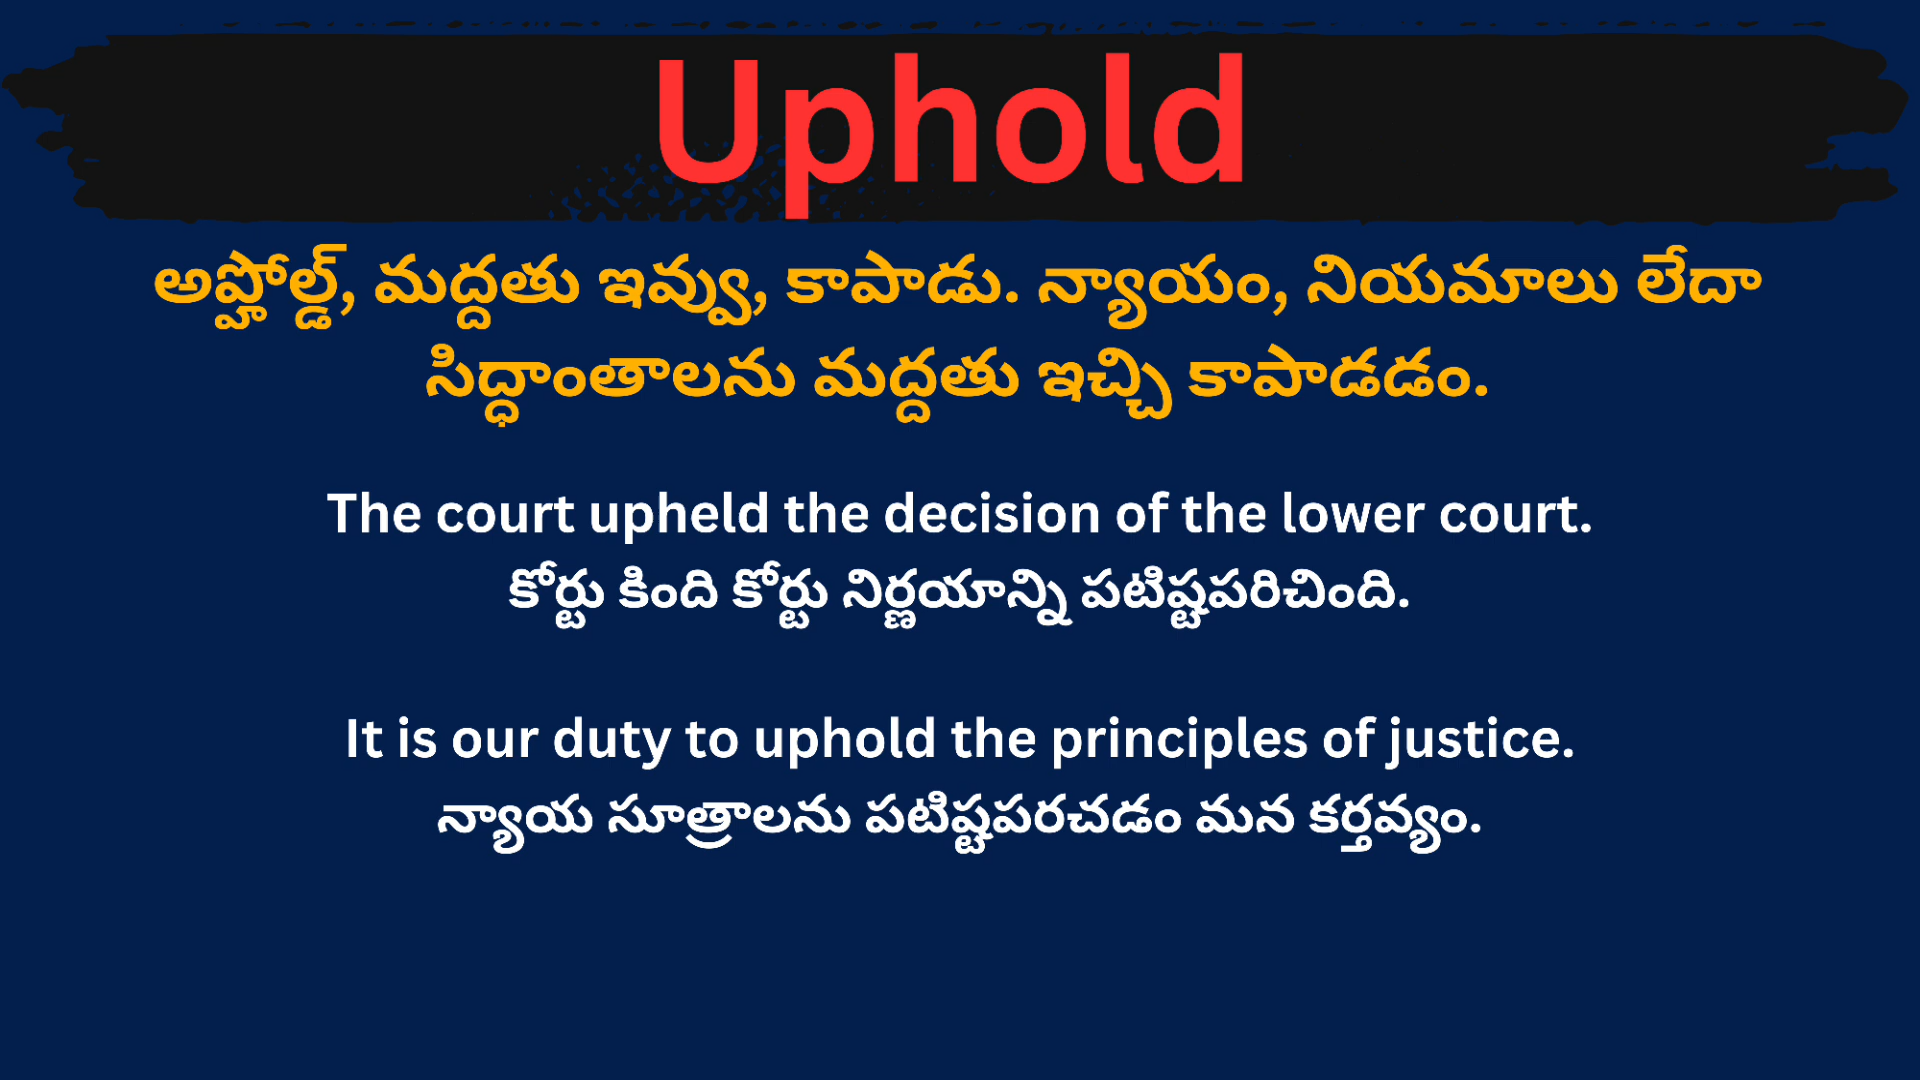 Uphold
అప్హోల్డ్, మద్దతు ఇవ్వు, కాపాడు. న్యాయం, నియమాలు లేదా
సిద్ధాంతాలను మద్దతు ఇచ్చి కాపాడడం.
The court upheld the decision of the lower court.
కోర్టు కింది కోర్టు నిర్ణయాన్ని పటిష్టపరిచింది.
It is our duty to uphold the principles of justice.
న్యాయ సూత్రాలను పటిష్టపరచడం మన కర్తవ్యం.